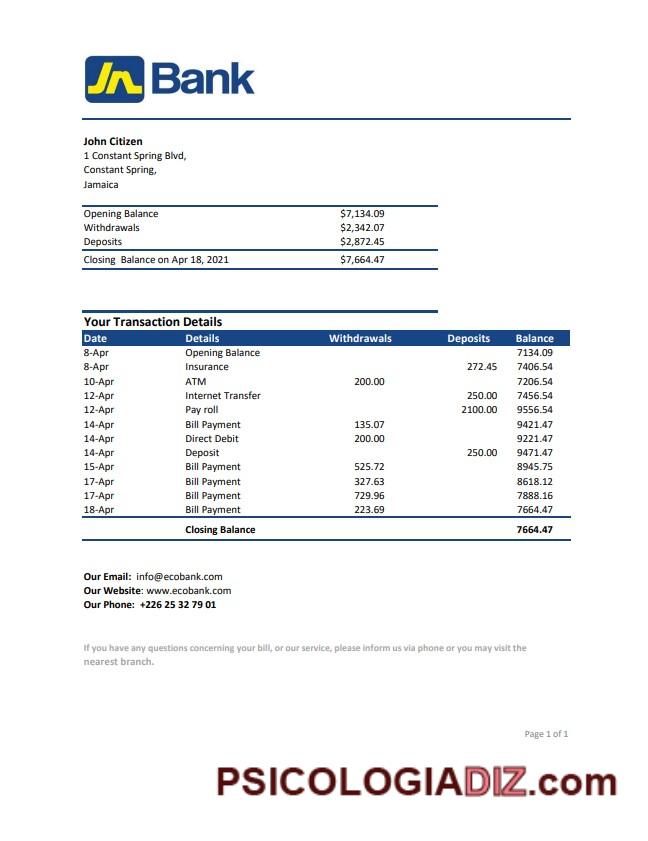 Jn Bank
John Citizen
1 Constant Spring Blvd,
Constant Spring,
Jamaica
Opening Balance $7,134.09
Withdrawals $2,342.07
Deposits $2,872.45
Closing Balance on Apr 18, 2021 $7,664.47
Your Transaction Details
Date Details Withdrawals Deposits Balance
8-Apr Opening Balance 7134.09
8-Apr Insurance 272.45 7406.54
10-Apr ATM 200.00 7206.54
12-Apr Internet Transfer 250.00 7456.54
12-Apr Pay roll 2100.00 9556.54
14-Apr Bill Payment 135.07 9421.47
14-Apr Direct Debit 200.00 9221.47
14-Apr Deposit 250.00 9471.47
15-Apr Bill Payment 525.72 8945.75
17-Apr Bill Payment 327.63 8618.12
17-Apr Bill Payment 729.96 7888.16
18-Apr Bill Payment 223.69 7664.47
Closing Balance 7664.47
Our Email: info@ecobank.com
Our Website: www.ecobank.com
Our Phone: +226 25 32 79 01
If you have any questions concerning your bill, or our service, please inform us via phone or you may visit the
nearest branch.
Page 1 of 1
PSICOLOGIADIZ.com